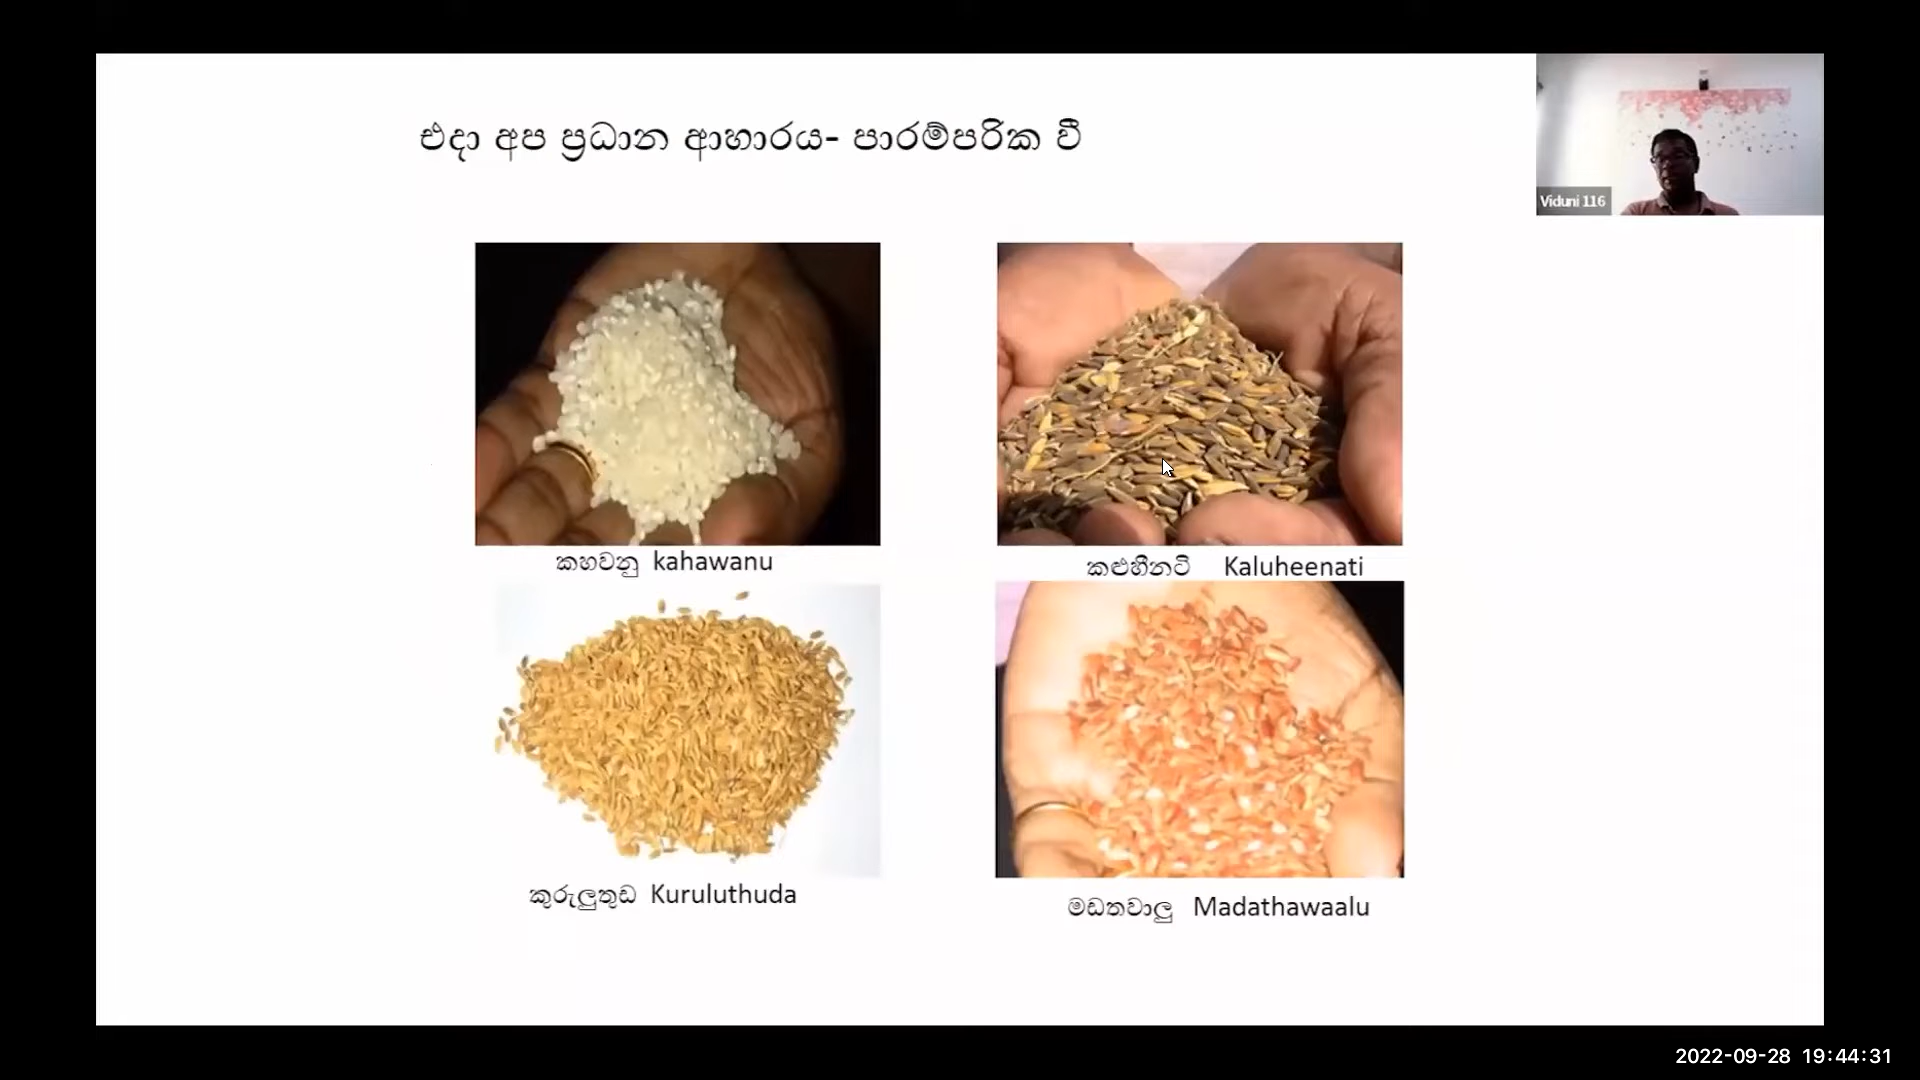 එදා අප ප්‍රධාන ආහාරය- පාරම්පරික වී
Viduni 116
කහවනු kahawanu
කළුහීනටි Kaluheenati
කුරුලුතුඩ Kuruluthuda
මඩතවාලු Madathawaalu
2022-09-28 19:44:31